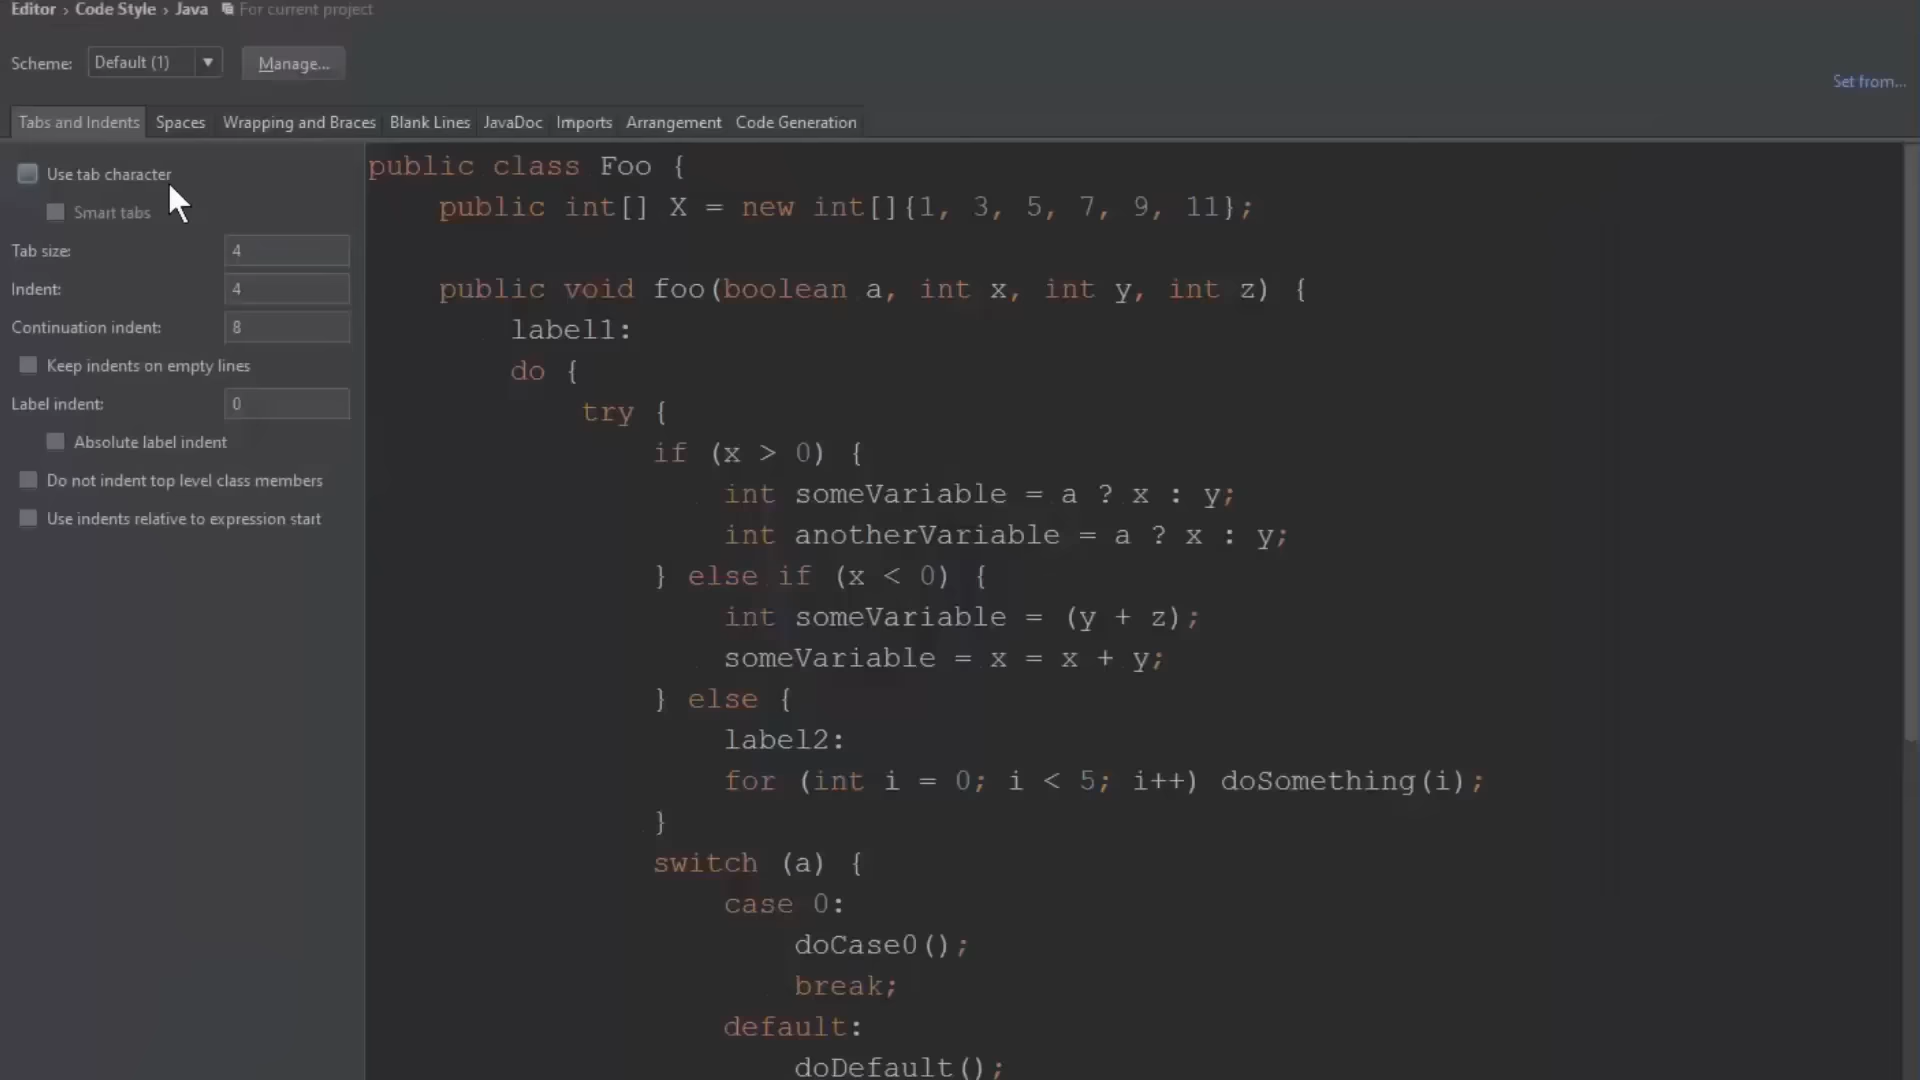 Editor › Code Style › Java For current project
Scheme: Default (1) Manage...
Set from...
Tabs and Indents Spaces Wrapping and Braces Blank Lines JavaDoc Imports Arrangement Code Generation
Use tab character
Smart tabs
Tab size: 4
Indent: 4
Continuation indent: 8
Keep indents on empty lines
Label indent: 0
Absolute label indent
Do not indent top level class members
Use indents relative to expression start
public class Foo {
    public int[] X = new int[]{1, 3, 5, 7, 9, 11};
    public void foo(boolean a, int x, int y, int z) {
        label1:
        do {
            try {
                if (x > 0) {
                    int someVariable = a ? x : y;
                    int anotherVariable = a ? x : y;
                } else if (x < 0) {
                    int someVariable = (y + z);
                    someVariable = x = x + y;
                } else {
                    label2:
                    for (int i = 0; i < 5; i++) doSomething(i);
                }
                switch (a) {
                    case 0:
                        doCase0();
                        break;
                    default:
                        doDefault();